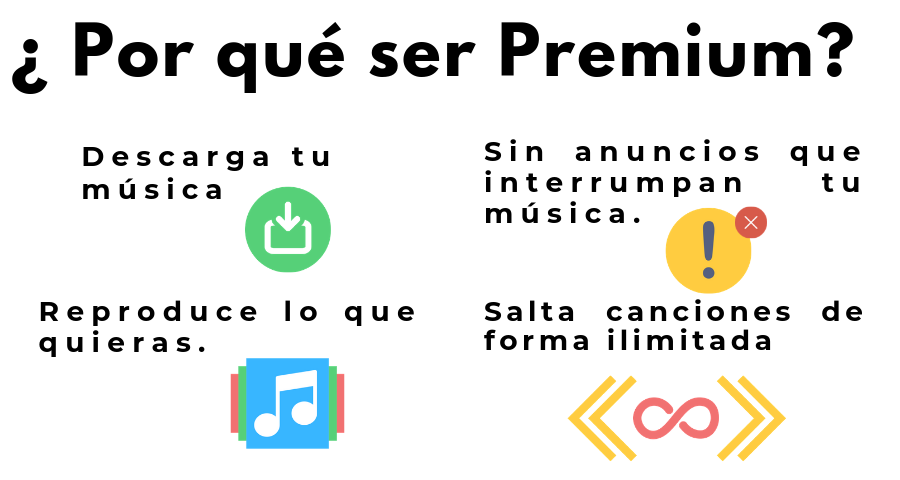 ¿ Por qué ser Premium?
Descarga tu
música
Sin anuncios que
interrumpan tu
música.
Reproduce lo que
quieras.
Salta canciones de
forma ilimitada